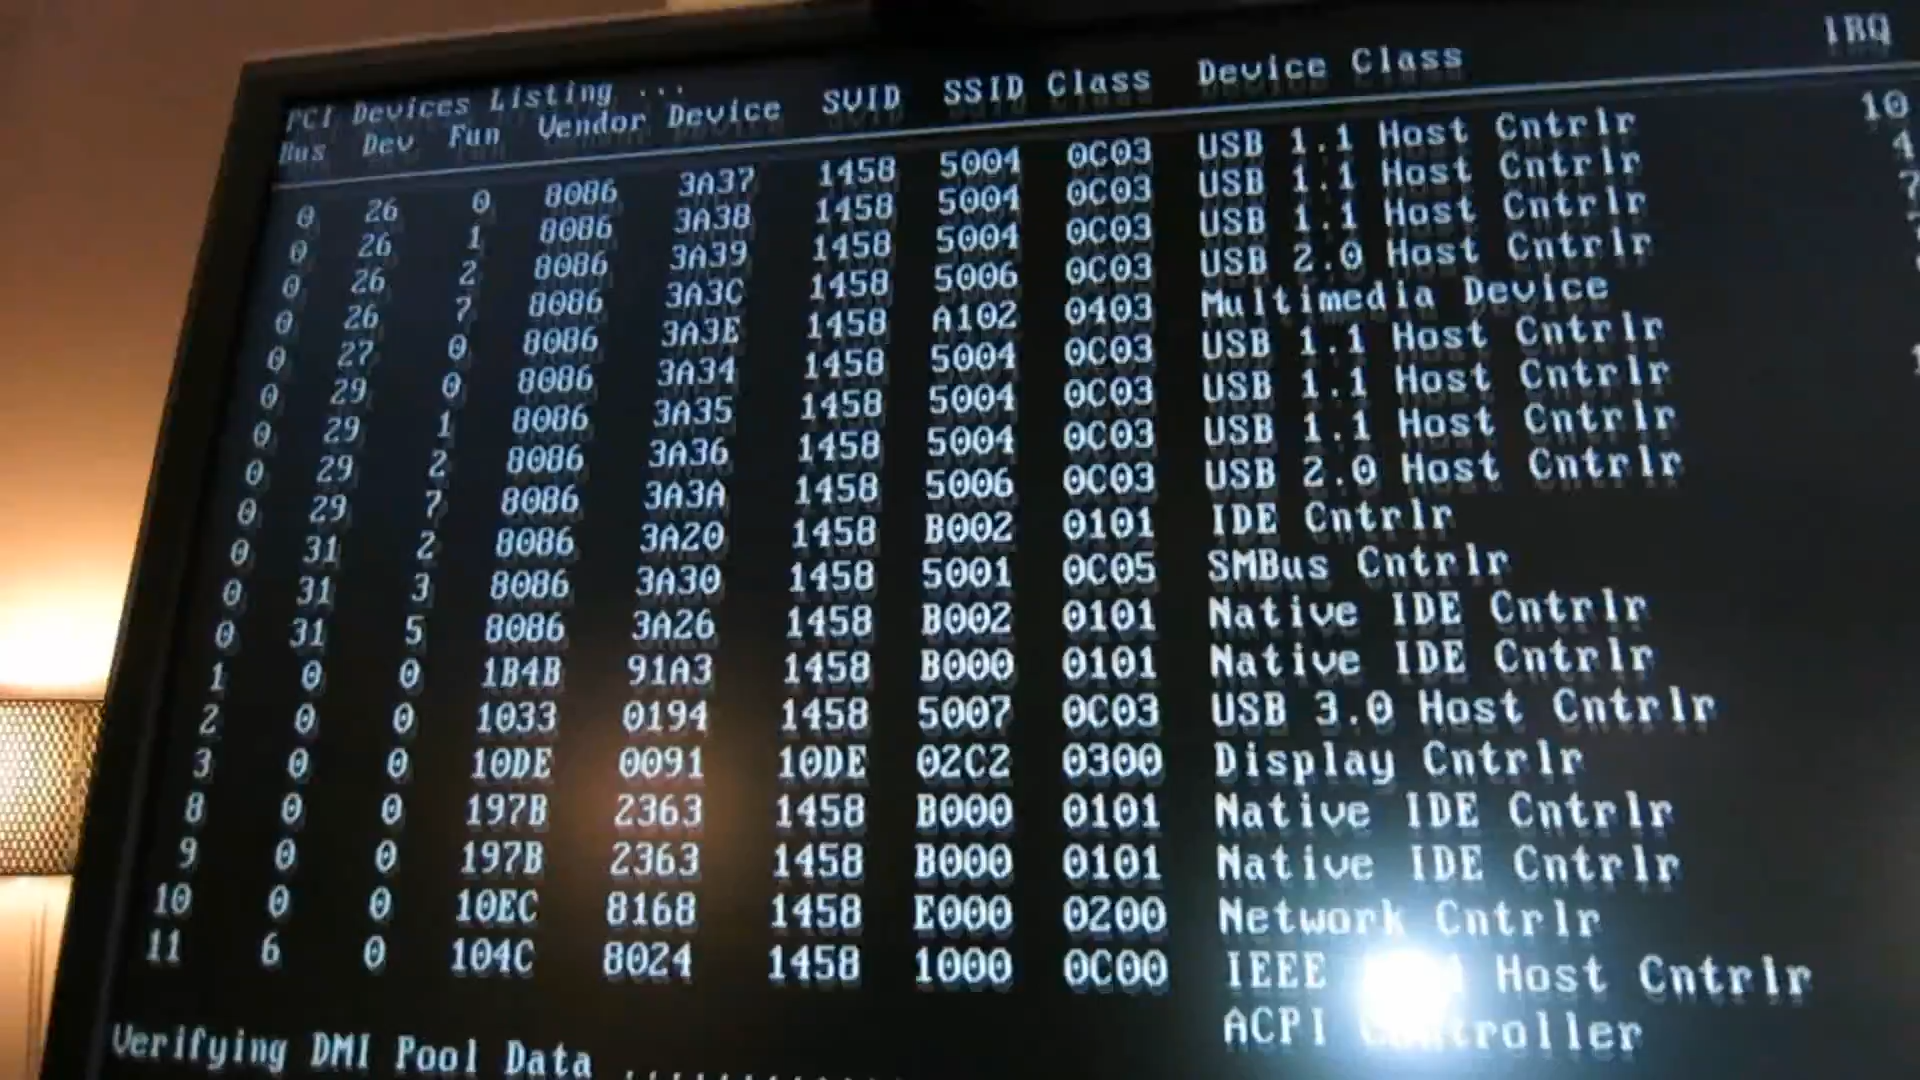 PCI Devices Listing ...
Bus Dev Fun Vendor Device SVID SSID Class Device Class IRQ
0 26 0 8086 3A37 1458 5004 0C03 USB 1.1 Host Cntrlr 10
0 26 1 8086 3A38 1458 5004 0C03 USB 1.1 Host Cntrlr 4
0 26 2 8086 3A39 1458 5004 0C03 USB 1.1 Host Cntrlr 7
0 26 7 8086 3A3C 1458 5006 0C03 USB 2.0 Host Cntrlr
0 27 0 8086 3A3E 1458 A102 0403 Multimedia Device
0 29 0 8086 3A34 1458 5004 0C03 USB 1.1 Host Cntrlr
0 29 1 8086 3A35 1458 5004 0C03 USB 1.1 Host Cntrlr
0 29 2 8086 3A36 1458 5004 0C03 USB 1.1 Host Cntrlr
0 29 7 8086 3A3A 1458 5006 0C03 USB 2.0 Host Cntrlr
0 31 2 8086 3A20 1458 B002 0101 IDE Cntrlr
0 31 3 8086 3A30 1458 5001 0C05 SMBus Cntrlr
0 31 5 8086 3A26 1458 B002 0101 Native IDE Cntrlr
1 0 0 1B4B 91A3 1458 B000 0101 Native IDE Cntrlr
2 0 0 1033 0194 1458 5007 0C03 USB 3.0 Host Cntrlr
3 0 0 10DE 0091 10DE 02C2 0300 Display Cntrlr
8 0 0 197B 2363 1458 B000 0101 Native IDE Cntrlr
9 0 0 197B 2363 1458 B000 0101 Native IDE Cntrlr
10 0 0 10EC 8168 1458 E000 0200 Network Cntrlr
11 6 0 104C 8024 1458 1000 0C00 IEEE Host Cntrlr
ACPI Controller
Verifying DMI Pool Data ............